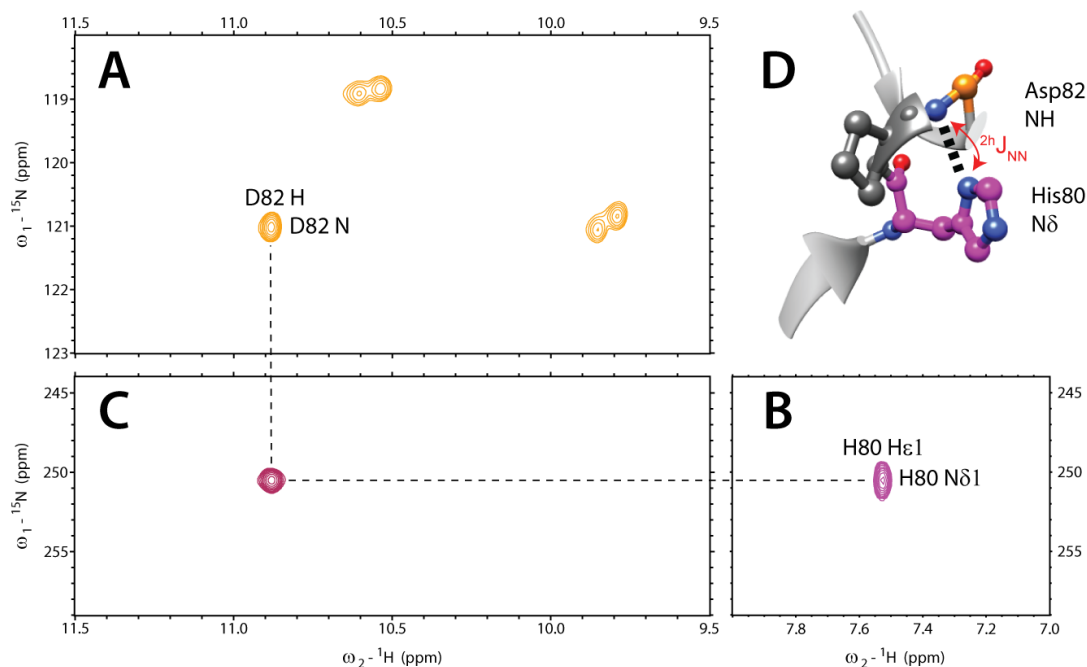 11.5 11.0 10.5 10.0 9.5
A
ω1 - 15N (ppm)
119
120
121
122
123
D82 H
D82 N
D
Asp82
NH
2hJNN
His80
Nδ
C
ω1 - 15N (ppm)
245
250
255
11.5 11.0 10.5 10.0 9.5
ω2 - 1H (ppm)
B
H80 Hε1
H80 Nδ1
245
250
255
7.8 7.6 7.4 7.2 7.0
ω2 - 1H (ppm)